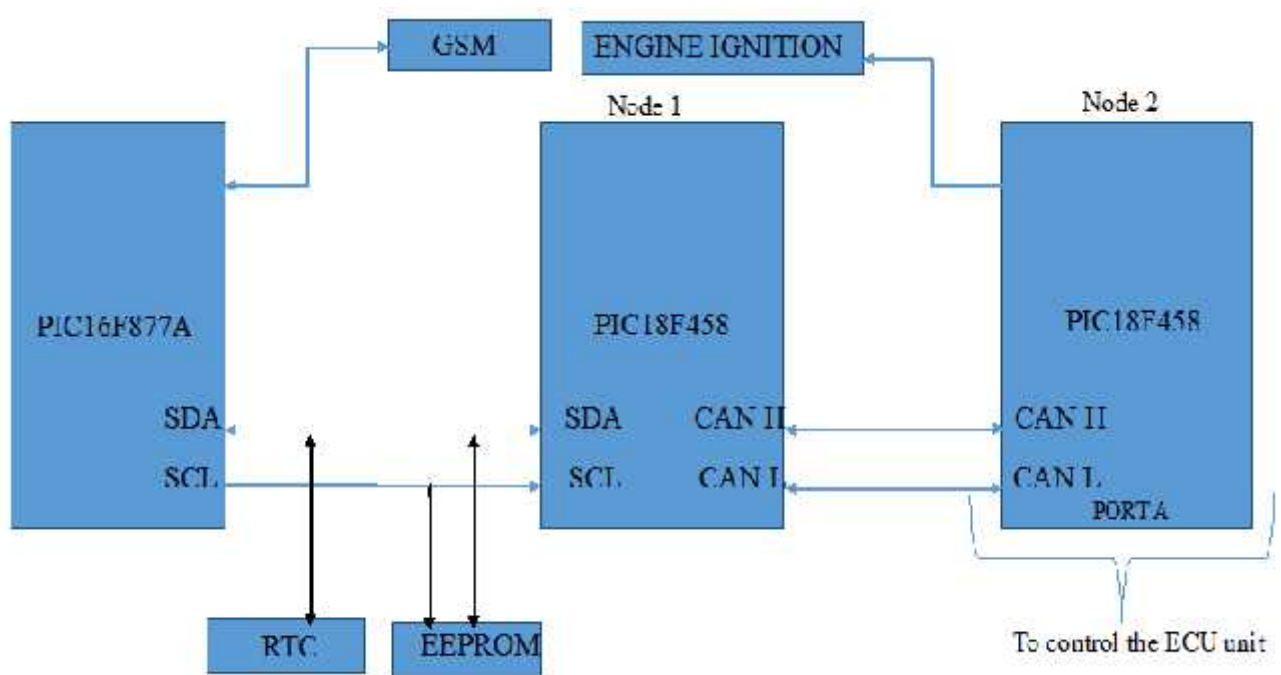 GSM
ENGINE IGNITION
Node 1
Node 2
PIC16F877A
PIC18F458
PIC18F458
SDA
SDA
CAN H
CAN H
SCL
SCL
CAN L
CAN L
PORTA
RTC
EEPROM
To control the ECU unit